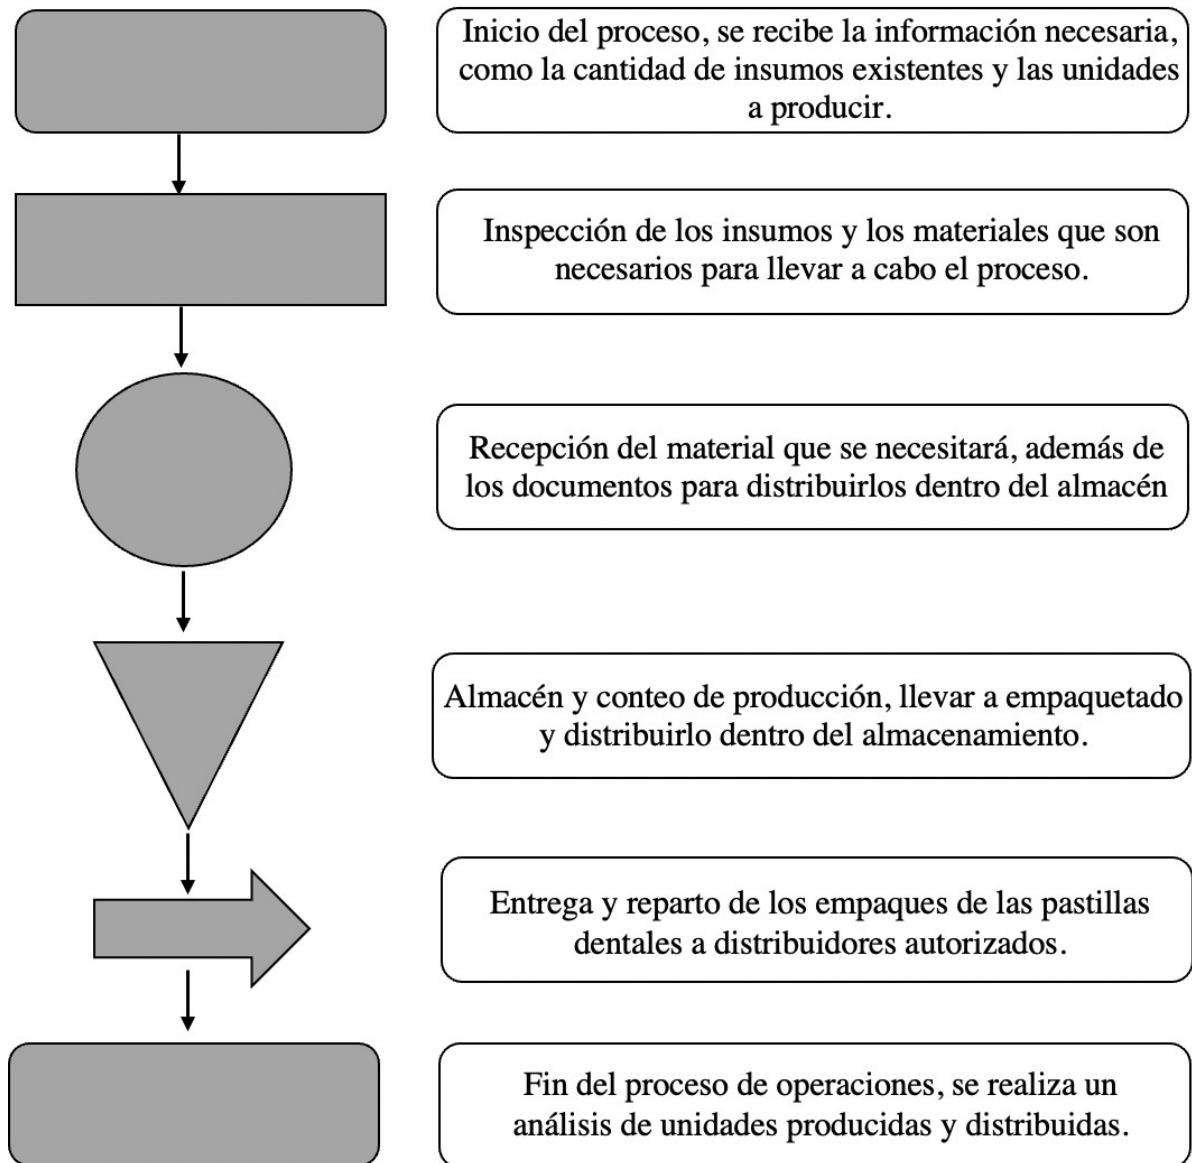 Inicio del proceso, se recibe la información necesaria,
como la cantidad de insumos existentes y las unidades
a producir.
Inspección de los insumos y los materiales que son
necesarios para llevar a cabo el proceso.
Recepción del material que se necesitará, además de
los documentos para distribuirlos dentro del almacén
Almacén y conteo de producción, llevar a empaquetado
y distribuirlo dentro del almacenamiento.
Entrega y reparto de los empaques de las pastillas
dentales a distribuidores autorizados.
Fin del proceso de operaciones, se realiza un
análisis de unidades producidas y distribuidas.